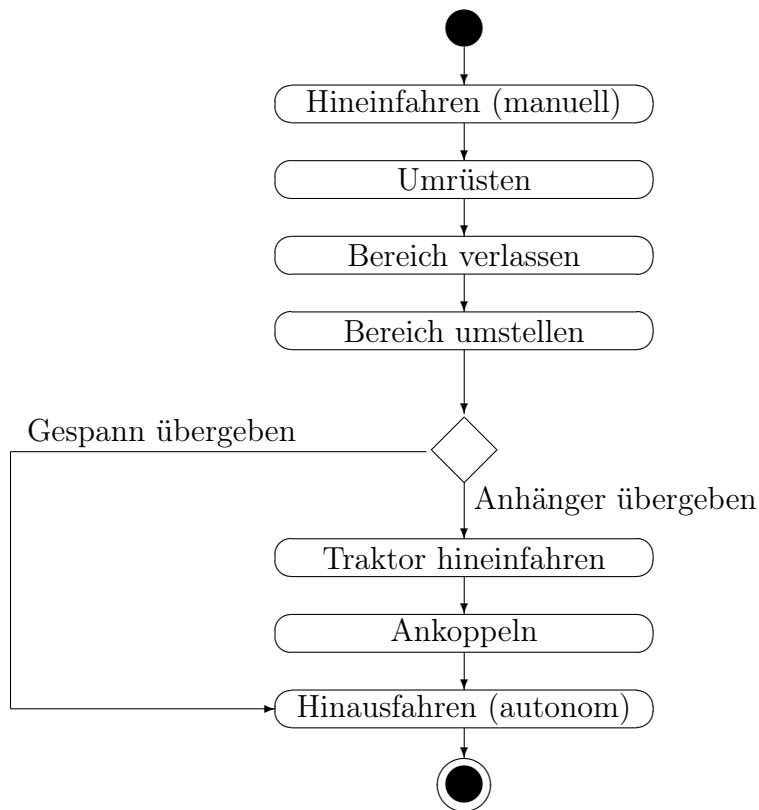 Hineinfahren (manuell)
Umrüsten
Bereich verlassen
Bereich umstellen
Gespann übergeben
Anhänger übergeben
Traktor hineinfahren
Ankoppeln
Hinausfahren (autonom)